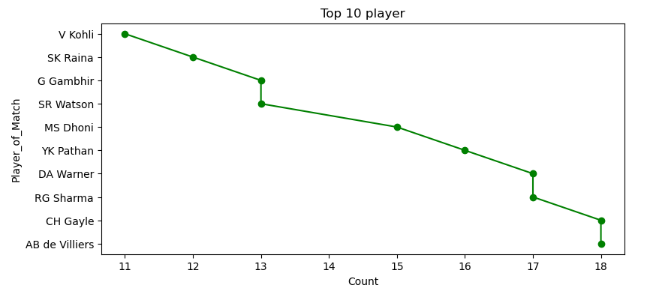 Top 10 player
Player_of_Match
V Kohli
SK Raina
G Gambhir
SR Watson
MS Dhoni
YK Pathan
DA Warner
RG Sharma
CH Gayle
AB de Villiers
11 12 13 14 15 16 17 18
Count